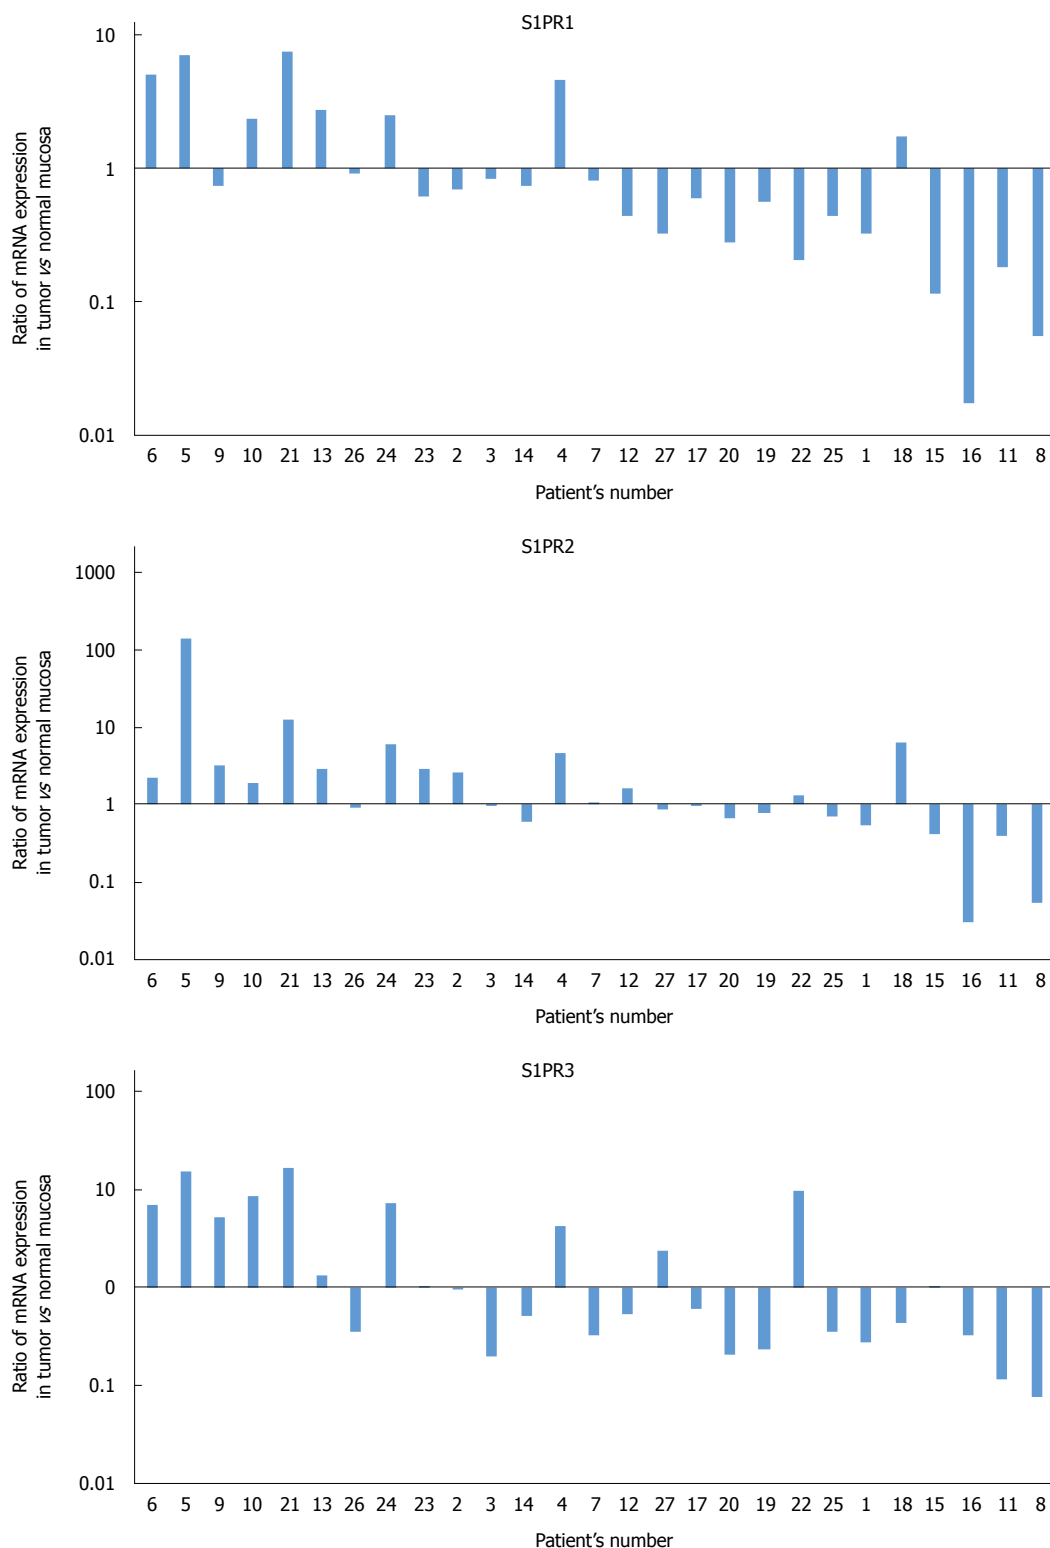 S1PR1
Ratio of mRNA expression
in tumor vs normal mucosa
10
1
0.1
0.01
6 5 9 10 21 13 26 24 23 2 3 14 4 7 12 27 17 20 19 22 25 1 18 15 16 11 8
Patient's number
S1PR2
Ratio of mRNA expression
in tumor vs normal mucosa
1000
100
10
1
0.1
0.01
6 5 9 10 21 13 26 24 23 2 3 14 4 7 12 27 17 20 19 22 25 1 18 15 16 11 8
Patient's number
S1PR3
Ratio of mRNA expression
in tumor vs normal mucosa
100
10
0
0.1
0.01
6 5 9 10 21 13 26 24 23 2 3 14 4 7 12 27 17 20 19 22 25 1 18 15 16 11 8
Patient's number